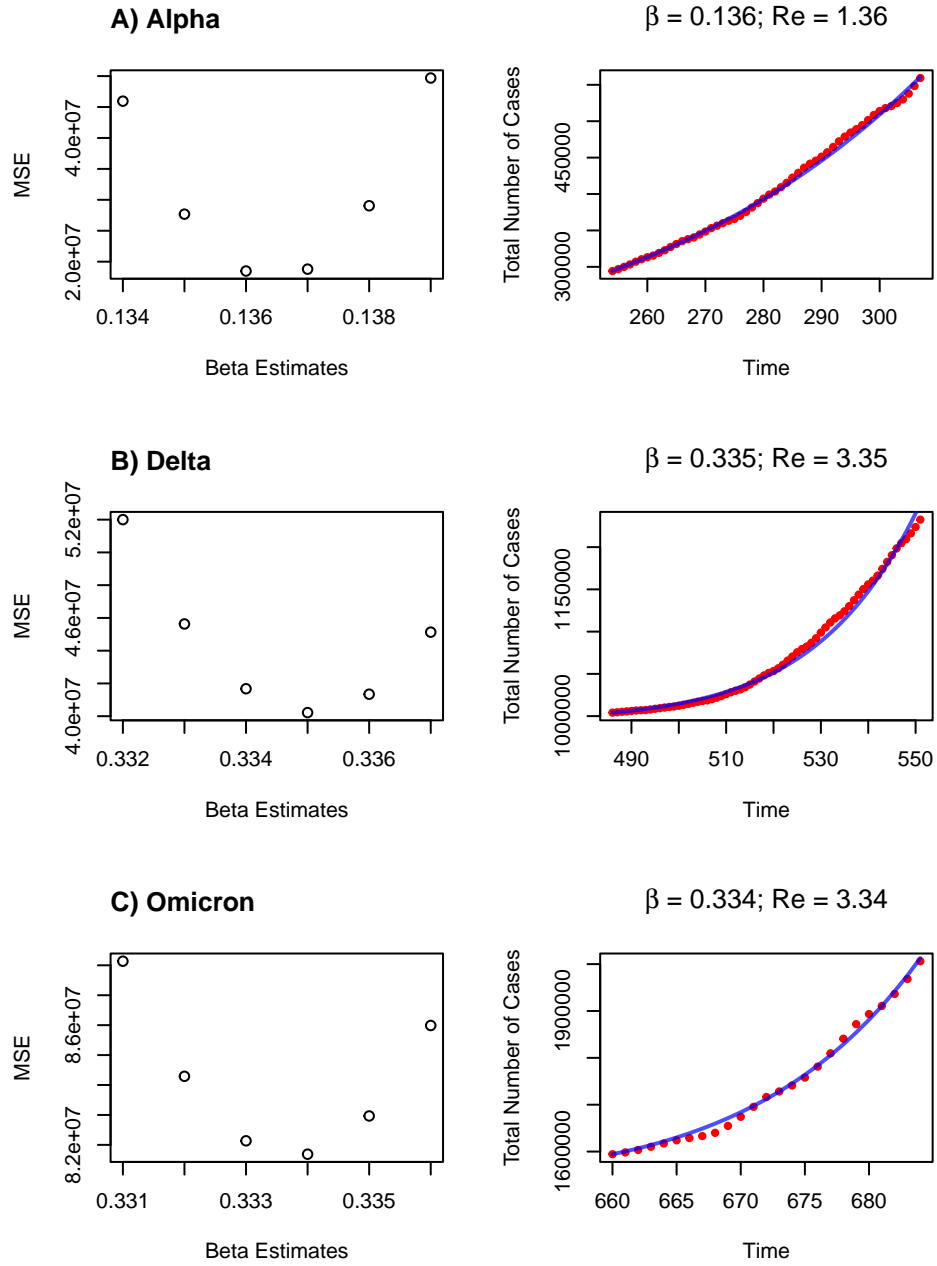 A) Alpha
β = 0.136; Re = 1.36
MSE
2.0e+07
4.0e+07
0.134
0.136
0.138
Beta Estimates
Total Number of Cases
300000
450000
260
270
280
290
300
Time
B) Delta
β = 0.335; Re = 3.35
MSE
4.0e+07
4.6e+07
5.2e+07
0.332
0.334
0.336
Beta Estimates
Total Number of Cases
1000000
1150000
490
510
530
550
Time
C) Omicron
β = 0.334; Re = 3.34
MSE
8.2e+07
8.6e+07
0.331
0.333
0.335
Beta Estimates
Total Number of Cases
1600000
1900000
660
665
670
675
680
Time